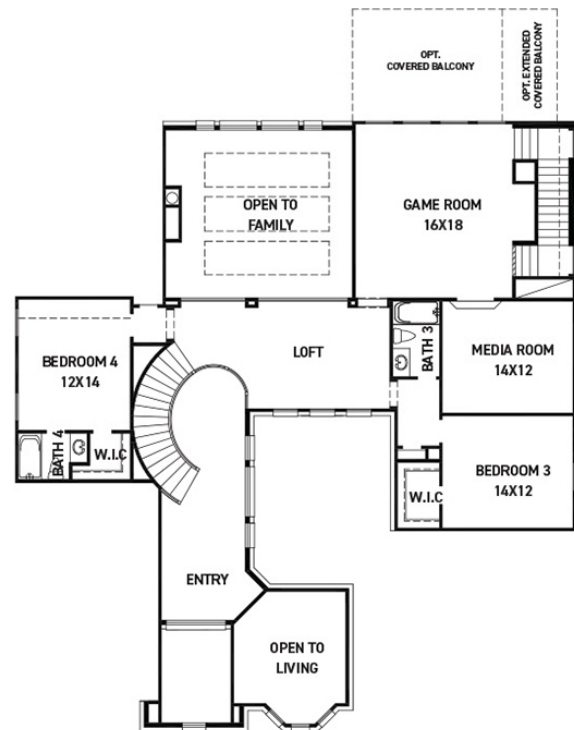 OPT.
COVERED BALCONY
OPT. EXTENDED
COVERED BALCONY
OPEN TO
FAMILY
GAME ROOM
16X18
LOFT
BATH 3
MEDIA ROOM
14X12
BEDROOM 4
12X14
BATH 4
W.I.C
BEDROOM 3
14X12
W.I.C
ENTRY
OPEN TO
LIVING